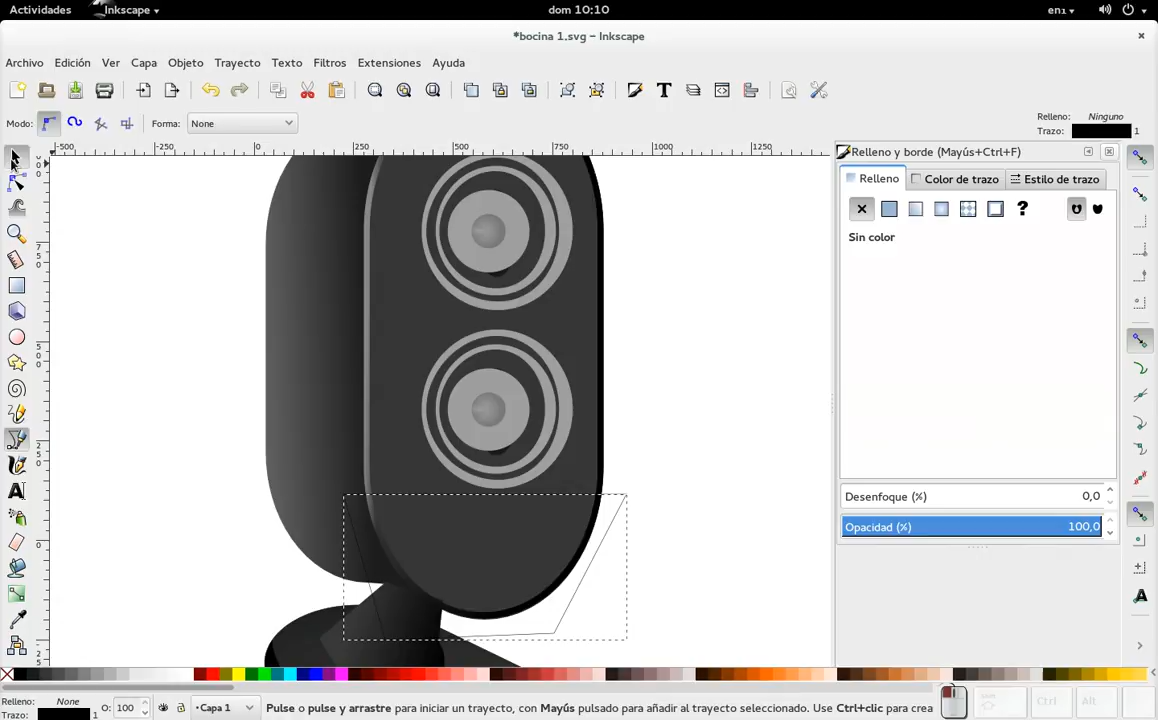 Actividades
Inkscape
dom 10:10
en1
*bocina 1.svg – Inkscape
Archivo
Edición
Ver
Capa
Objeto
Trayecto
Texto
Filtros
Extensiones
Ayuda
Modo:
Forma:
None
Relleno:
Ninguno
Trazo:
1
-500
-250
0
250
500
750
1000
1250
Relleno y borde (Mayús+Ctrl+F)
Relleno
Color de trazo
Estilo de trazo
Sin color
Desenfoque (%)
0,0
Opacidad (%)
100,0
750
500
250
0
Relleno:
None
Trazo:
1
O:
100
•Capa 1
Pulse o pulse y arrastre para iniciar un trayecto, con Mayús pulsado para añadir al trayecto seleccionado. Use Ctrl+clic para crea
Ctrl
Alt